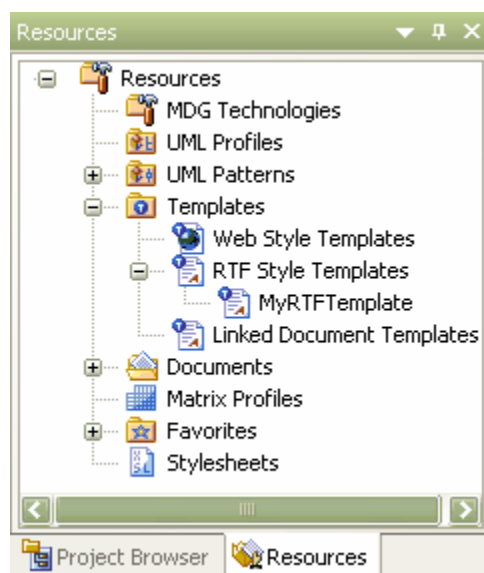 Resources
Resources
MDG Technologies
UML Profiles
UML Patterns
Templates
Web Style Templates
RTF Style Templates
MyRTFTemplate
Linked Document Templates
Documents
Matrix Profiles
Favorites
Stylesheets
Project Browser Resources